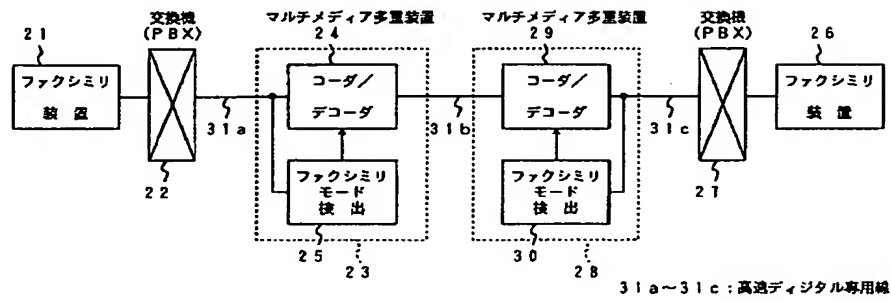 交換機
(PBX)
マルチメディア多重装置
マルチメディア多重装置
交換機
(PBX)
21
24
29
26
ファクシミリ
装置
コーダ/
デコーダ
コーダ/
デコーダ
ファクシミリ
装置
31a
31b
31c
22
27
ファクシミリ
モード
検出
ファクシミリ
モード
検出
25
23
30
28
31a~31c:高速ディジタル専用線